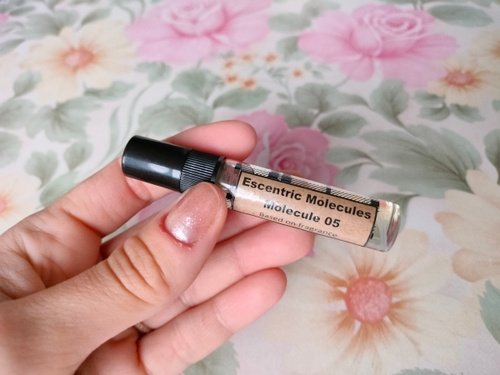 Escentric Molecules
Molecule 05
Based-on-fragrance